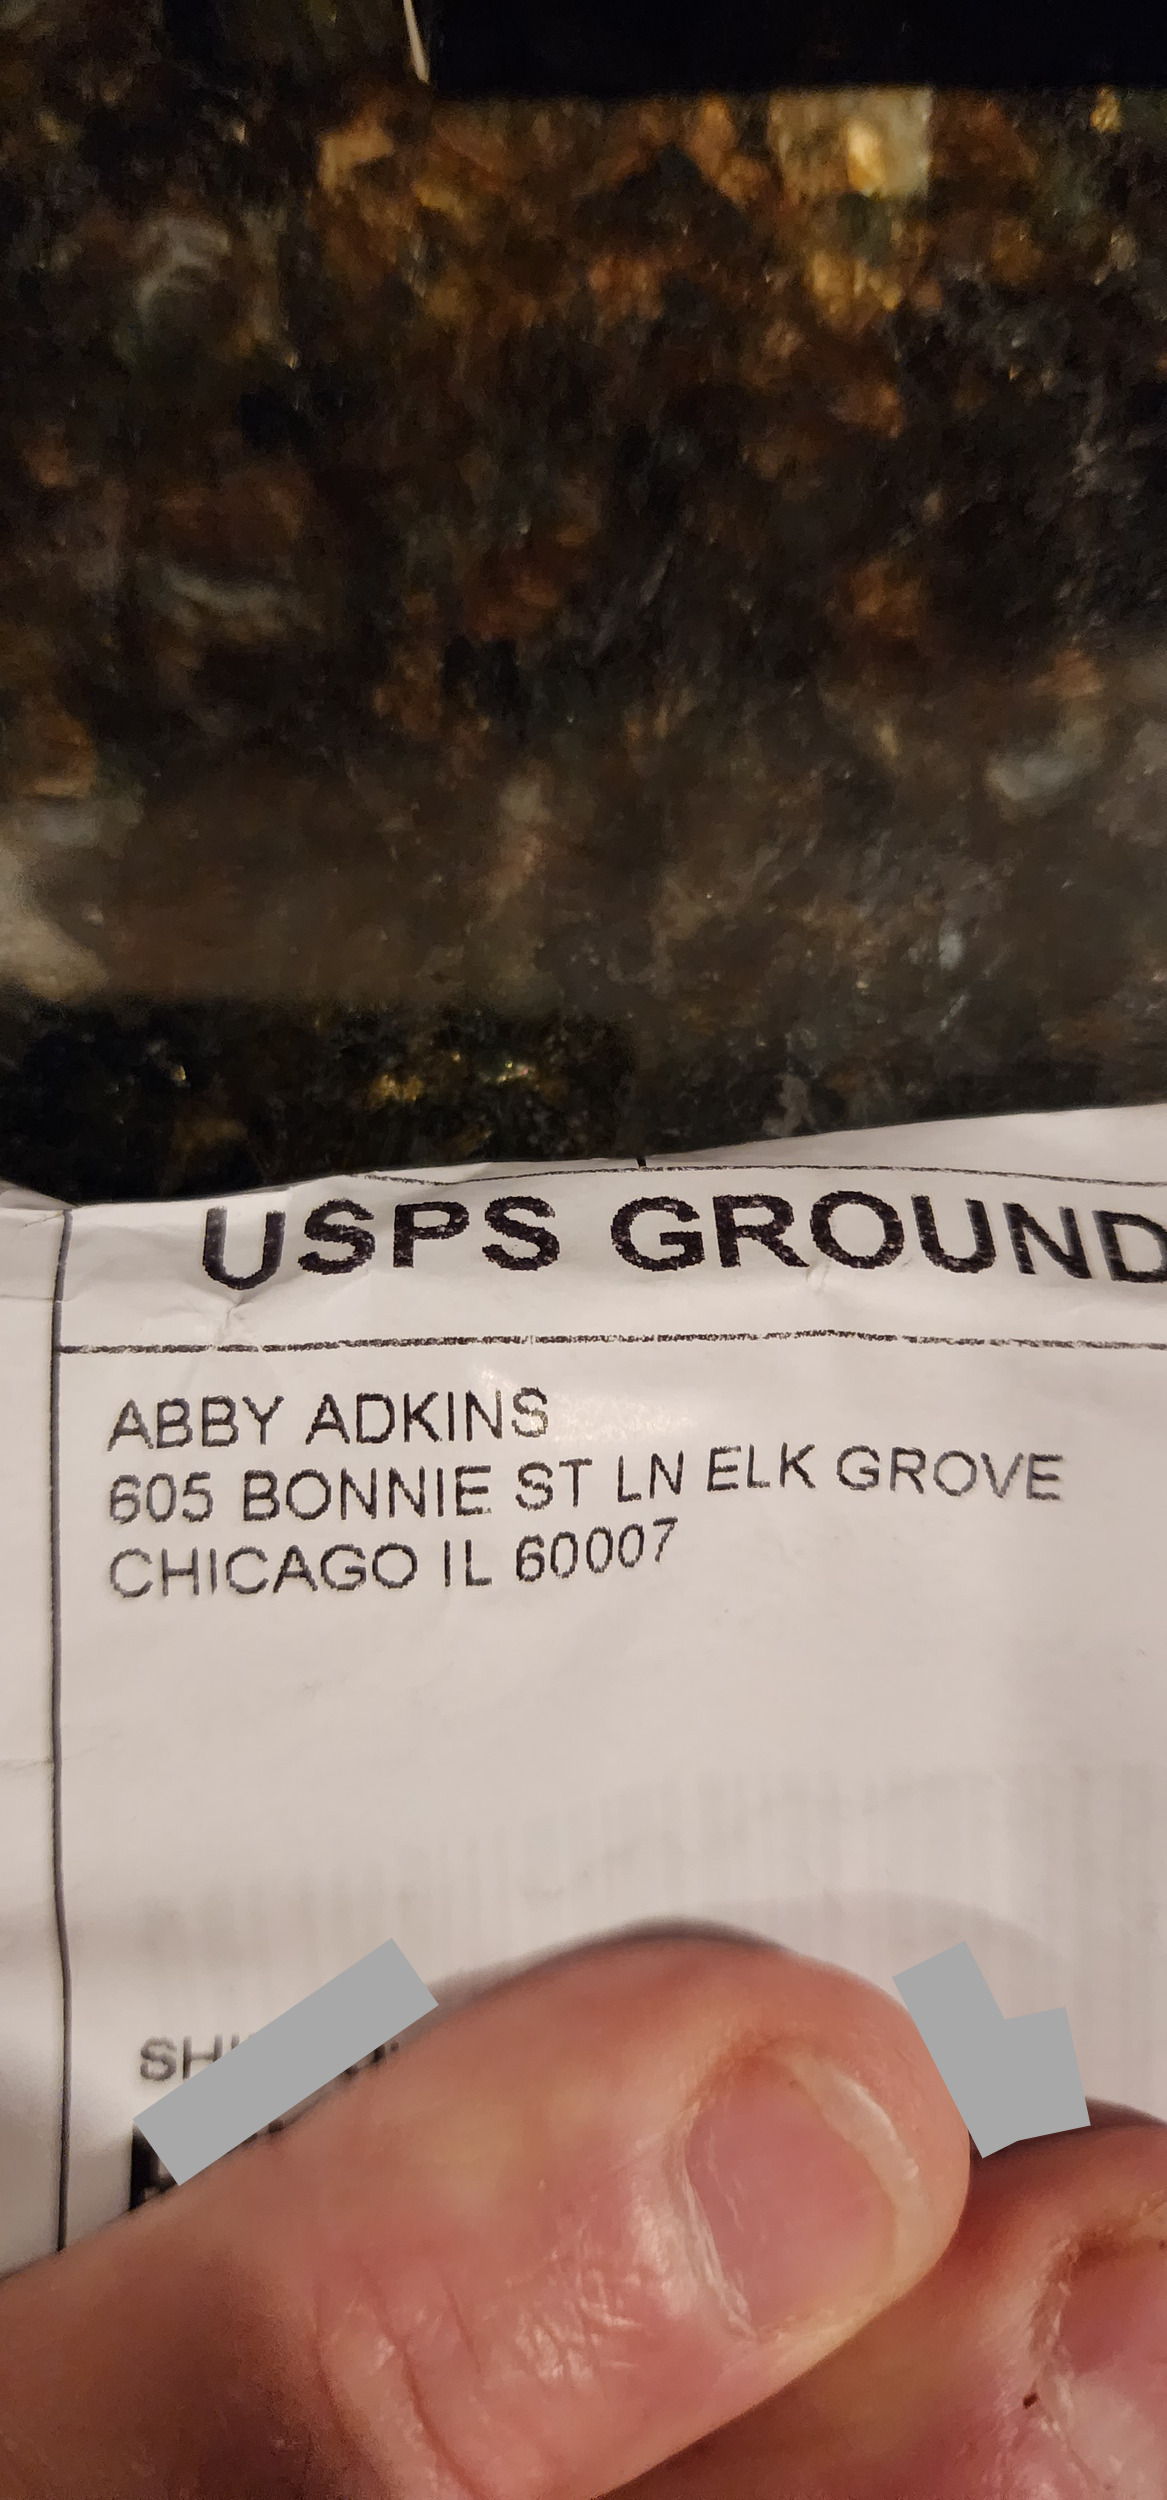 USPS GROUND
ABBY ADKINS
605 BONNIE ST LN ELK GROVE
CHICAGO IL 60007